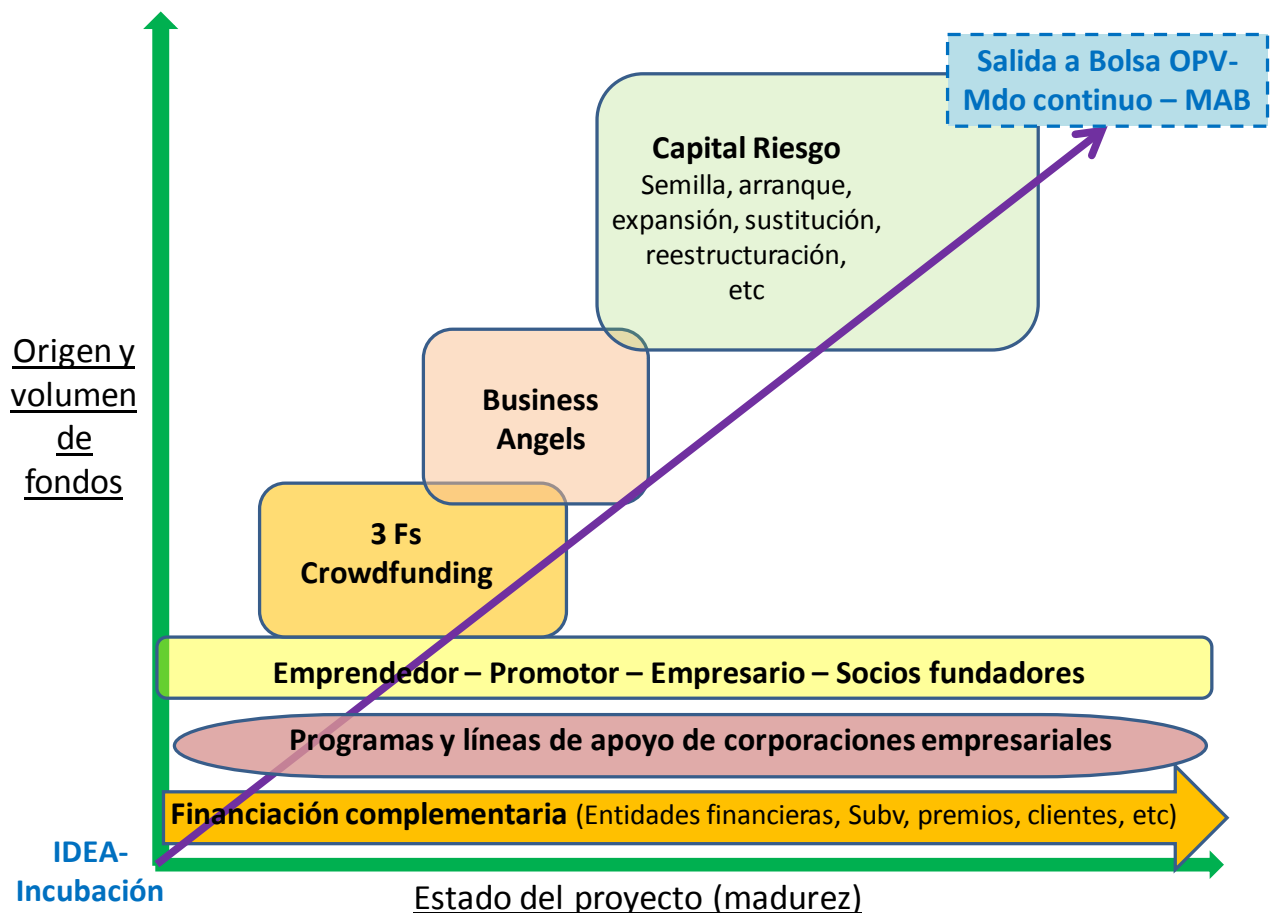 Salida a Bolsa OPV-
Mdo continuo – MAB
Capital Riesgo
Semilla, arranque,
expansión, sustitución,
reestructuración,
etc
Origen y
volumen
de
fondos
Business
Angels
3 Fs
Crowdfunding
Emprendedor – Promotor – Empresario – Socios fundadores
Programas y líneas de apoyo de corporaciones empresariales
Financiación complementaria (Entidades financieras, Subv, premios, clientes, etc)
IDEA-
Incubación
Estado del proyecto (madurez)